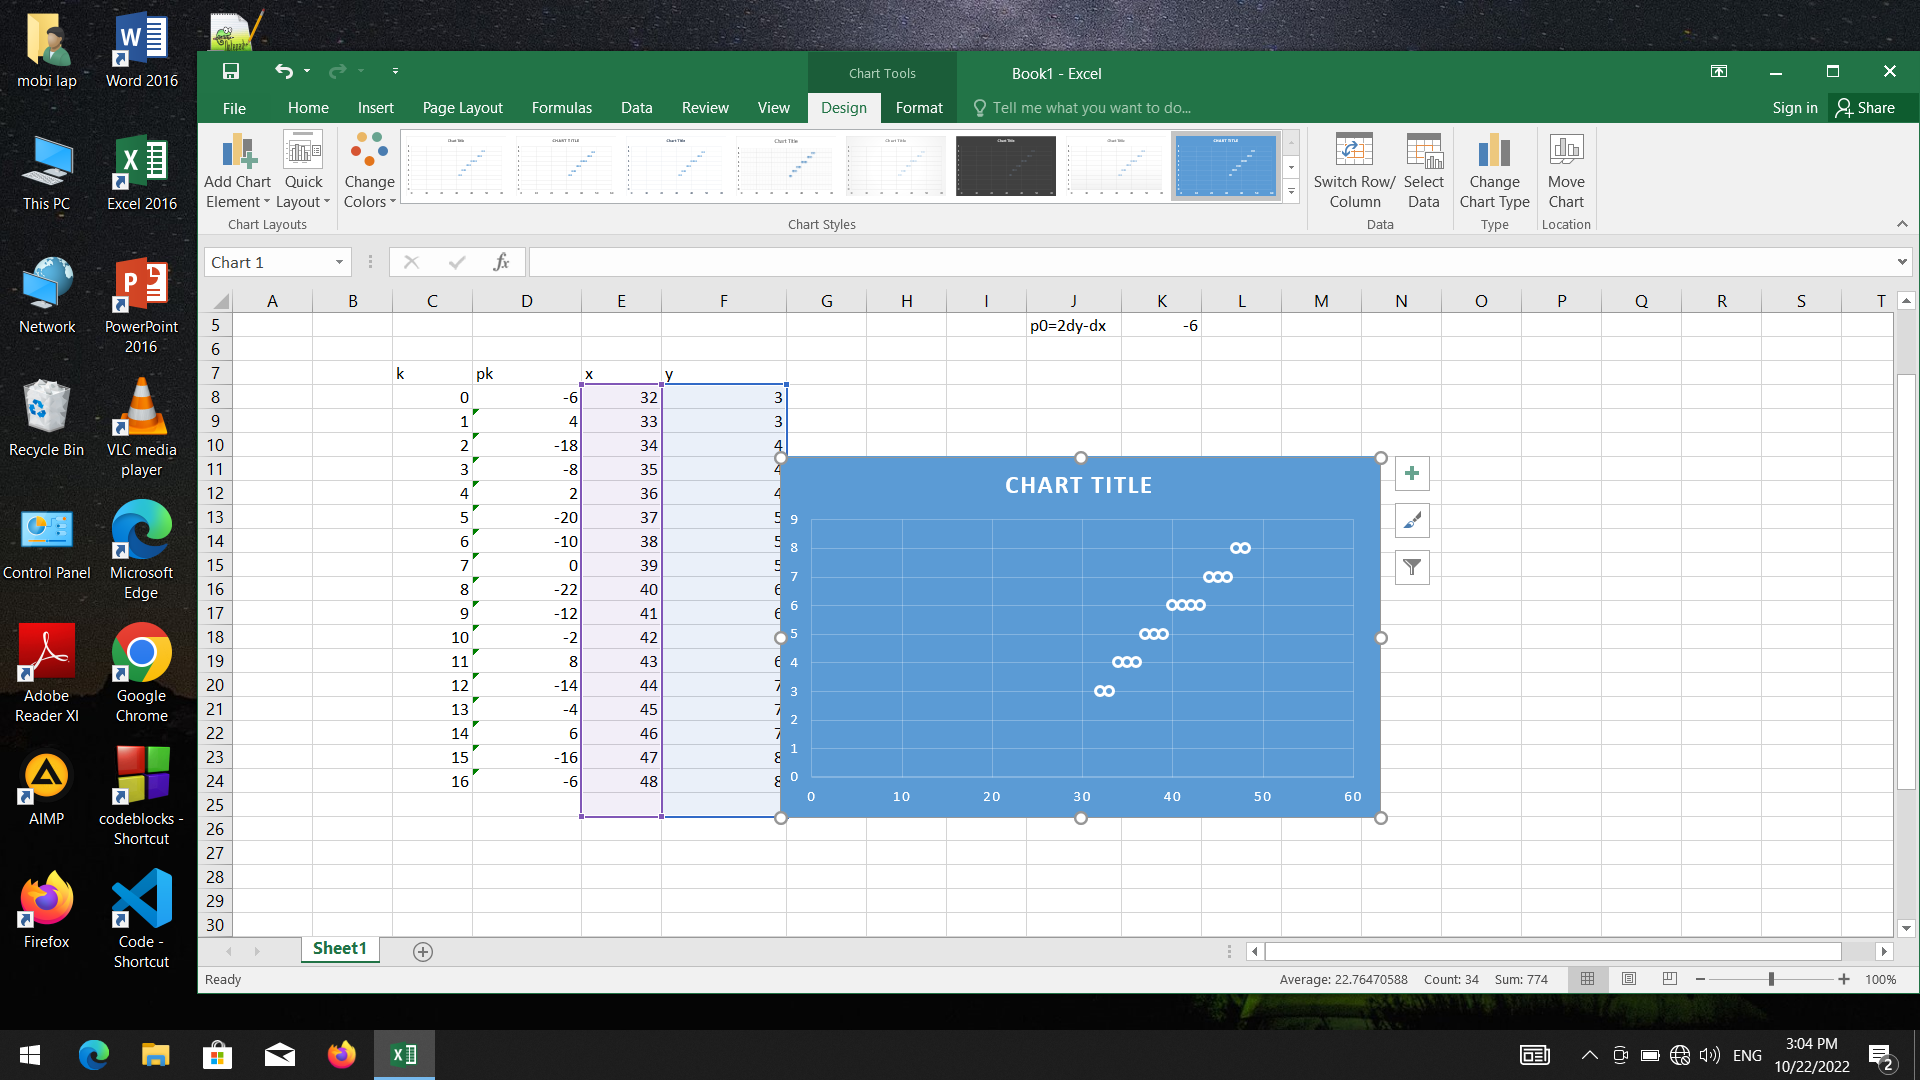 mobi lap
Word 2016
This PC
Excel 2016
Network
PowerPoint 2016
Recycle Bin
VLC media player
Control Panel
Microsoft Edge
Adobe Reader XI
Google Chrome
AIMP
codeblocks - Shortcut
Firefox
Code - Shortcut
Chart Tools
Book1 - Excel
File Home Insert Page Layout Formulas Data Review View Design Format Tell me what you want to do... Sign in Share
Add Chart Element
Quick Layout
Chart Layouts
Change Colors
Chart Styles
Switch Row/ Column
Select Data
Data
Change Chart Type
Type
Move Chart
Location
Chart 1
fx
A B C D E F G H I J K L M N O P Q R U S T
5 p0=2dy-dx -6
6
7 k pk x y
8 0 -6 32 3
9 1 4 33 3
10 2 -18 34 4
11 3 -8 35 4
12 4 2 36 4
13 5 -20 37 5
14 6 -10 38 5
15 7 0 39 5
16 8 -22 40 6
17 9 -12 41 6
18 10 -2 42
19 11 8 43 6
20 12 -14 44 7
21 13 -4 45 7
22 14 6 46 7
23 15 -16 47 8
24 16 -6 48 8
25
26
27
28
29
30
CHART TITLE
9
8
7
6
5
4
3
2
1
0
0 10 20 30 40 50 60
Sheet1
Ready
Average: 22.76470588 Count: 34 Sum: 774
100%
ENG
3:04 PM
10/22/2022
2